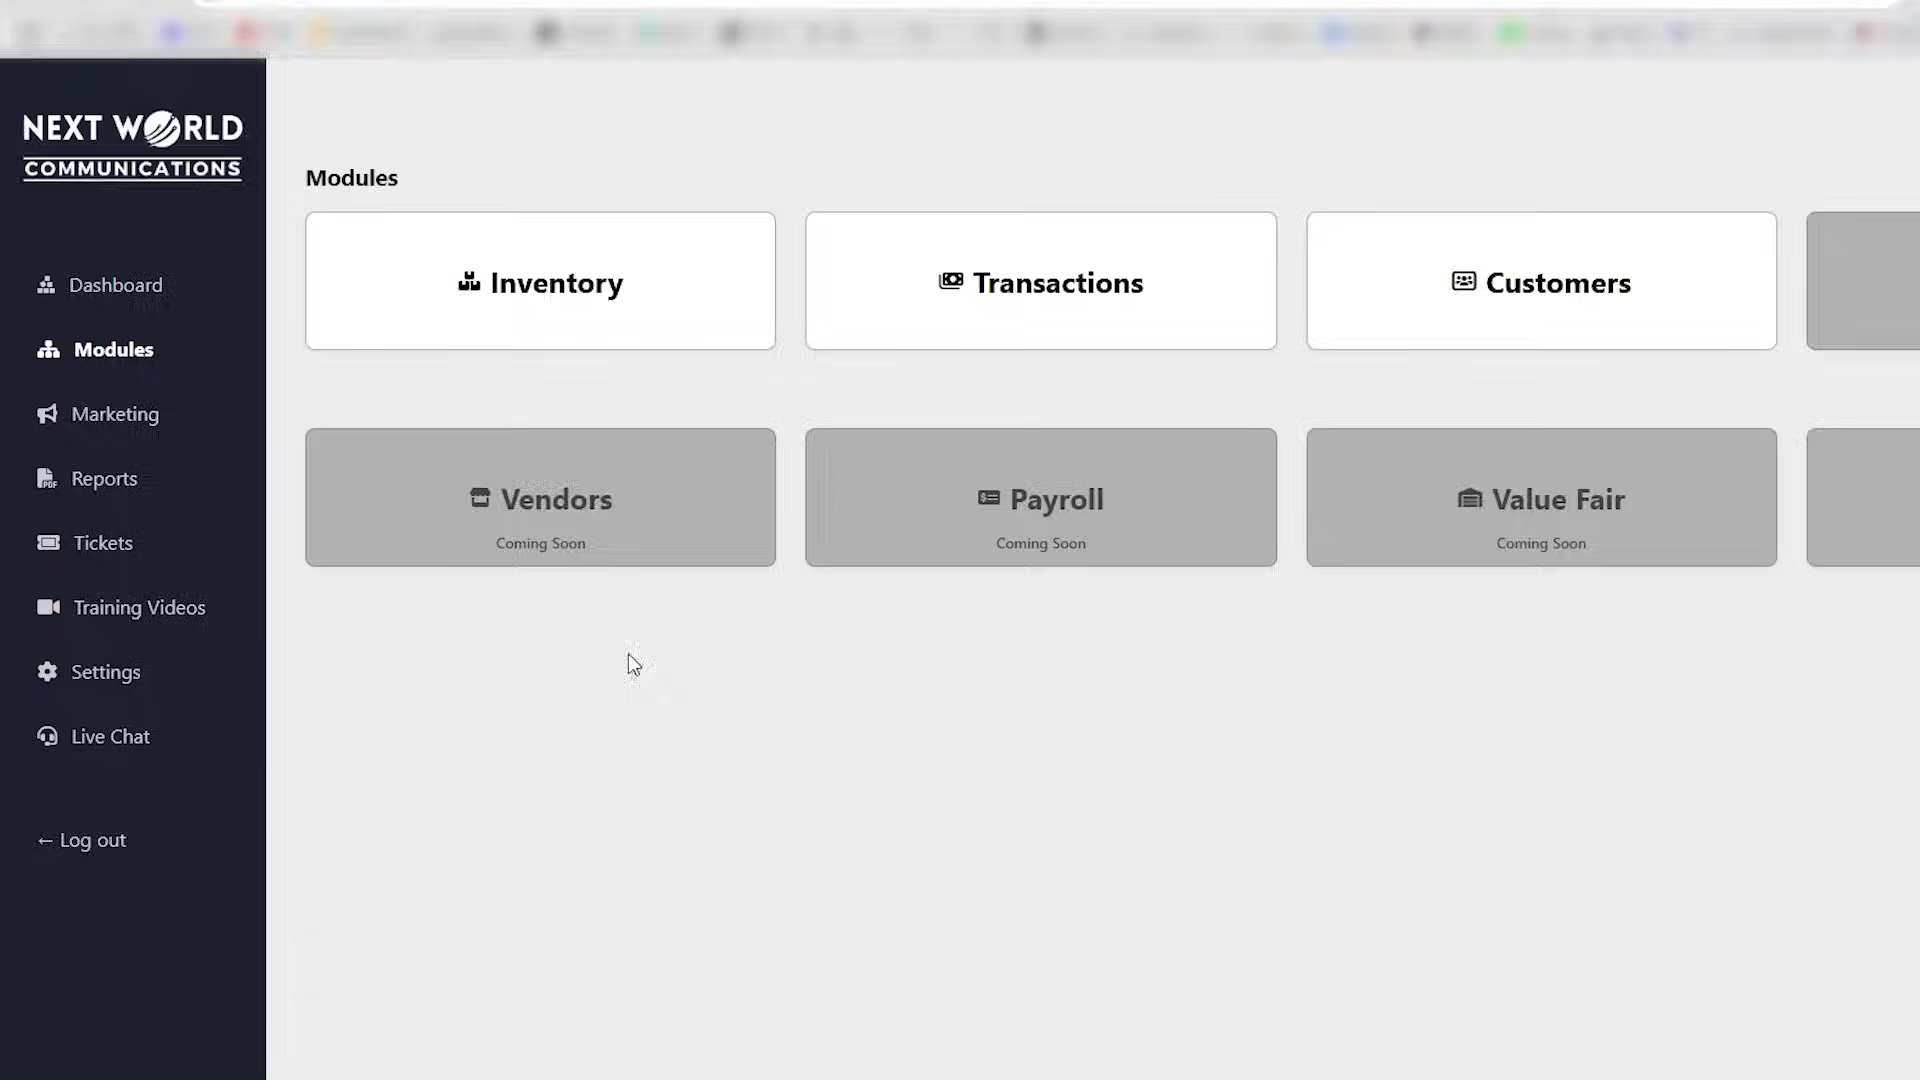 NEXT WORLD
COMMUNICATIONS
Dashboard
Modules
Marketing
Reports
Tickets
Training Videos
Settings
Live Chat
← Log out
Modules
Inventory
Transactions
Customers
Vendors
Coming Soon
Payroll
Coming Soon
Value Fair
Coming Soon